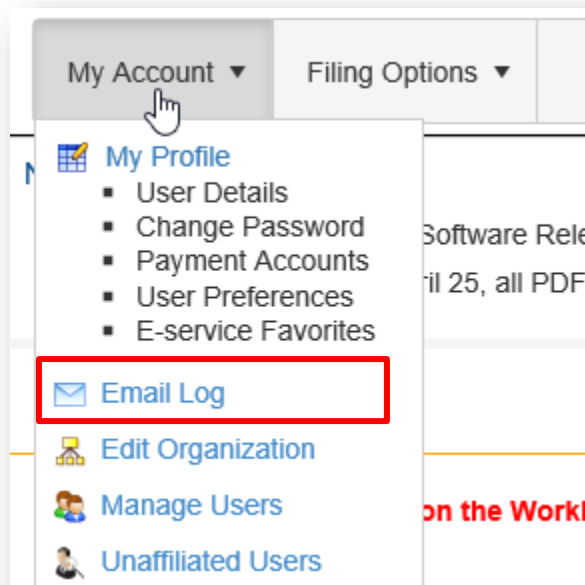 My Account ▼ Filing Options ▼
My Profile
▪ User Details
▪ Change Password
Software Rele
▪ Payment Accounts
ril 25, all PDF
▪ User Preferences
▪ E-service Favorites
Email Log
Edit Organization
Manage Users
on the Workl
Unaffiliated Users